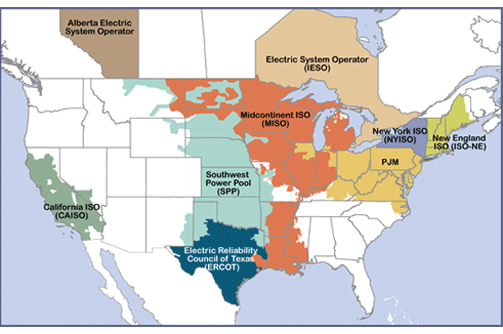 Alberta Electric
System Operator
Electric System Operator
(IESO)
Midcontinent ISO
(MISO)
New York ISO
(NYISO)
New England
ISO (ISO-NE)
PJM
Southwest
Power Pool
(SPP)
California ISO
(CAISO)
Electric Reliability
Council of Texas
(ERCOT)